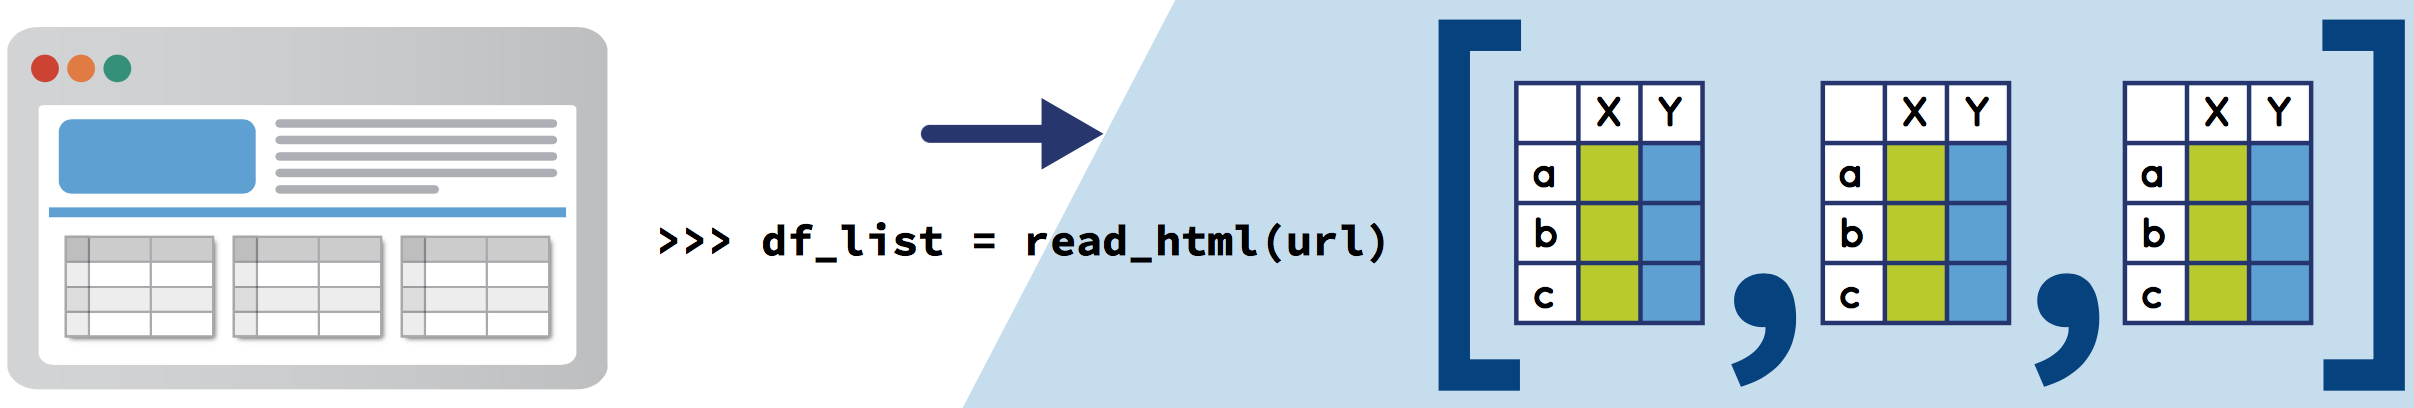 >>> df_list = read_html(url)
[ X Y , X Y , X Y ]
a a a
b b b
c c c